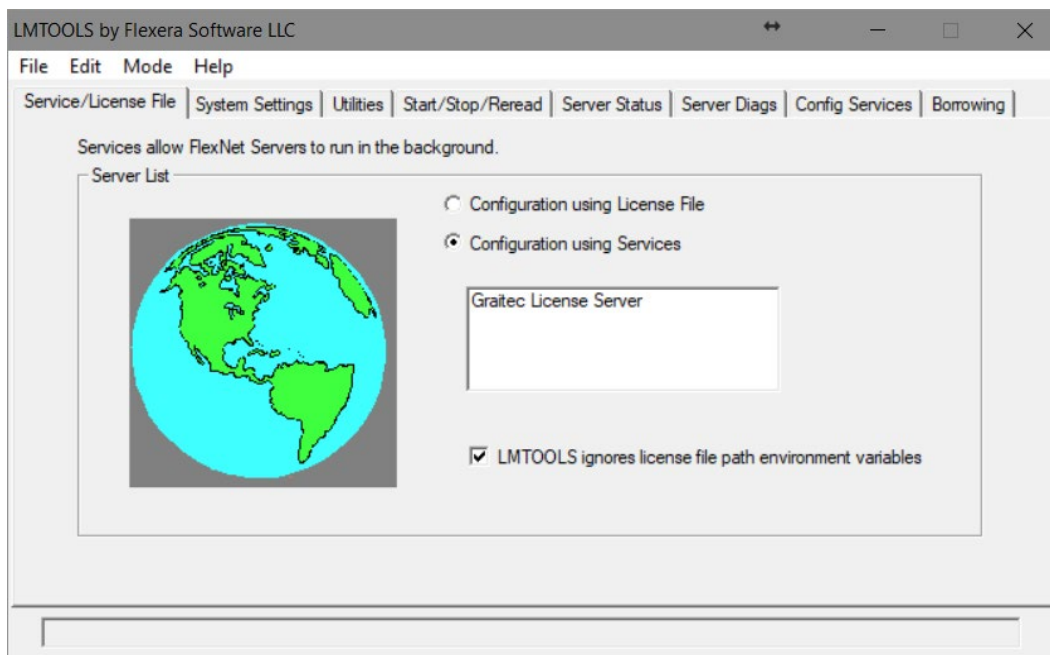 LMTOOLS by Flexera Software LLC
File Edit Mode Help
Service/License File System Settings Utilities Start/Stop/Reread Server Status Server Diags Config Services Borrowing
Services allow FlexNet Servers to run in the background.
Server List
Configuration using License File
Configuration using Services
Graitec License Server
LMTOOLS ignores license file path environment variables